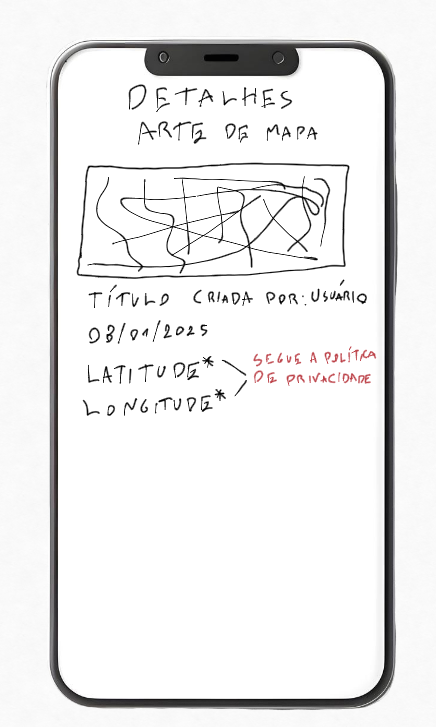 DETALHES
ARTE DE MAPA
TÍTULO CRIADA POR: USUÁRIO
08/01/2025
LATITUDE*
LONGITUDE*
SEGUE A POLÍTICA
DE PRIVACIDADE